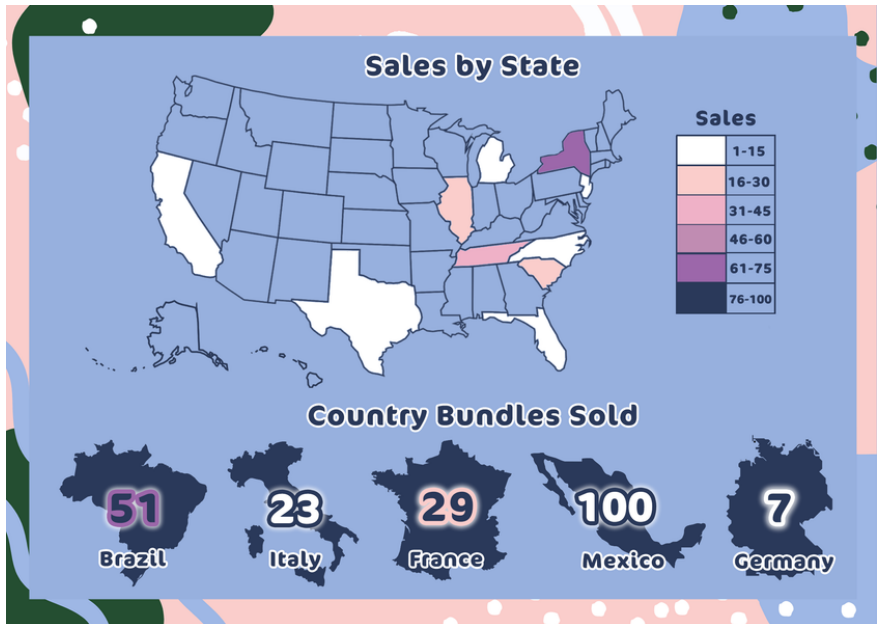 Sales by State
Sales
1-15
16-30
31-45
46-60
61-75
76-100
Country Bundles Sold
51
23
29
100
7
Brazil
Italy
France
Mexico
Germany